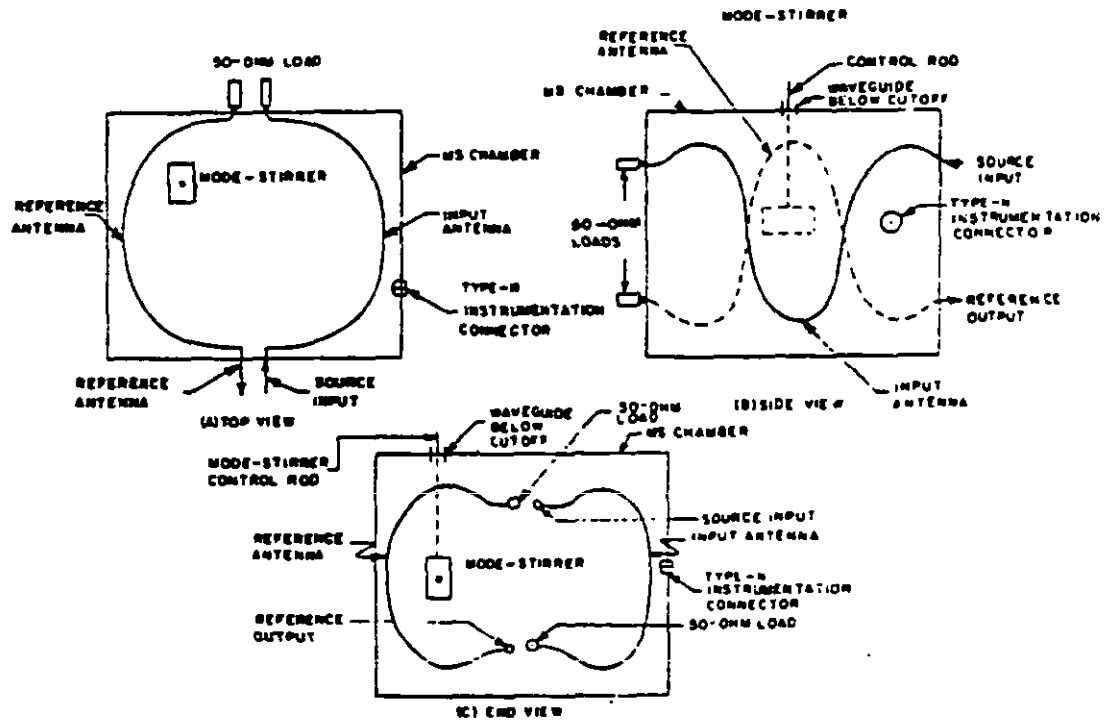 50-OHM LOAD
MODE-STIRRER
MS CHAMBER
REFERENCE
ANTENNA
INPUT
ANTENNA
TYPE-N
INSTRUMENTATION
CONNECTOR
REFERENCE
ANTENNA
SOURCE
INPUT
(A) TOP VIEW
MODE-STIRRER
REFERENCE
ANTENNA
CONTROL ROD
WAVEGUIDE
BELOW CUTOFF
MS CHAMBER
SOURCE
INPUT
TYPE-N
INSTRUMENTATION
CONNECTOR
50-OHM
LOADS
REFERENCE
OUTPUT
INPUT
ANTENNA
(B) SIDE VIEW
WAVEGUIDE
BELOW
CUTOFF
50-OHM
LOAD
MS CHAMBER
MODE-STIRRER
CONTROL ROD
SOURCE INPUT
INPUT ANTENNA
REFERENCE
ANTENNA
MODE-STIRRER
TYPE-N
INSTRUMENTATION
CONNECTOR
REFERENCE
OUTPUT
50-OHM LOAD
(C) END VIEW